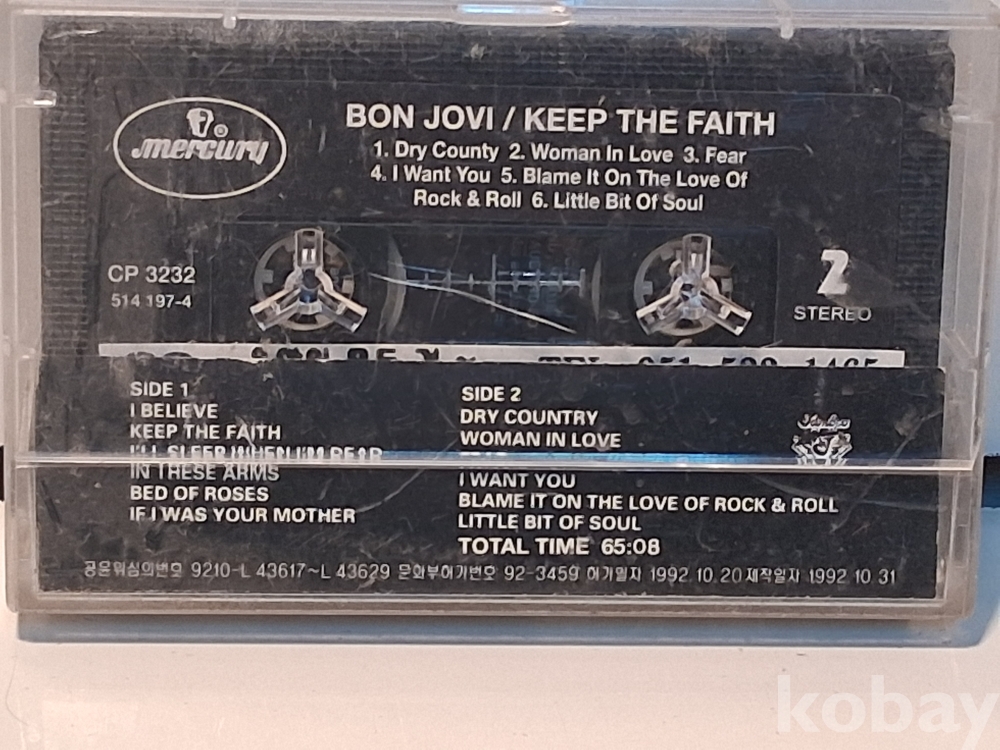 mercury
BON JOVI / KEEP THE FAITH
1. Dry County 2. Woman In Love 3. Fear
4. I Want You 5. Blame It On The Love Of
Rock & Roll 6. Little Bit Of Soul
CP 3232
514 197-4
2
STEREO
SIDE 1
I BELIEVE
KEEP THE FAITH
I'LL SLEEP WHEN I'M DEAD
IN THESE ARMS
BED OF ROSES
IF I WAS YOUR MOTHER
SIDE 2
DRY COUNTRY
WOMAN IN LOVE
I WANT YOU
BLAME IT ON THE LOVE OF ROCK & ROLL
LITTLE BIT OF SOUL
TOTAL TIME 65:08
공윤위심의번호 9210-L 43617~L 43629 문화부허가번호 92-3459 허가일자 1992.10.20 제작일자 1992.10.31
kobay